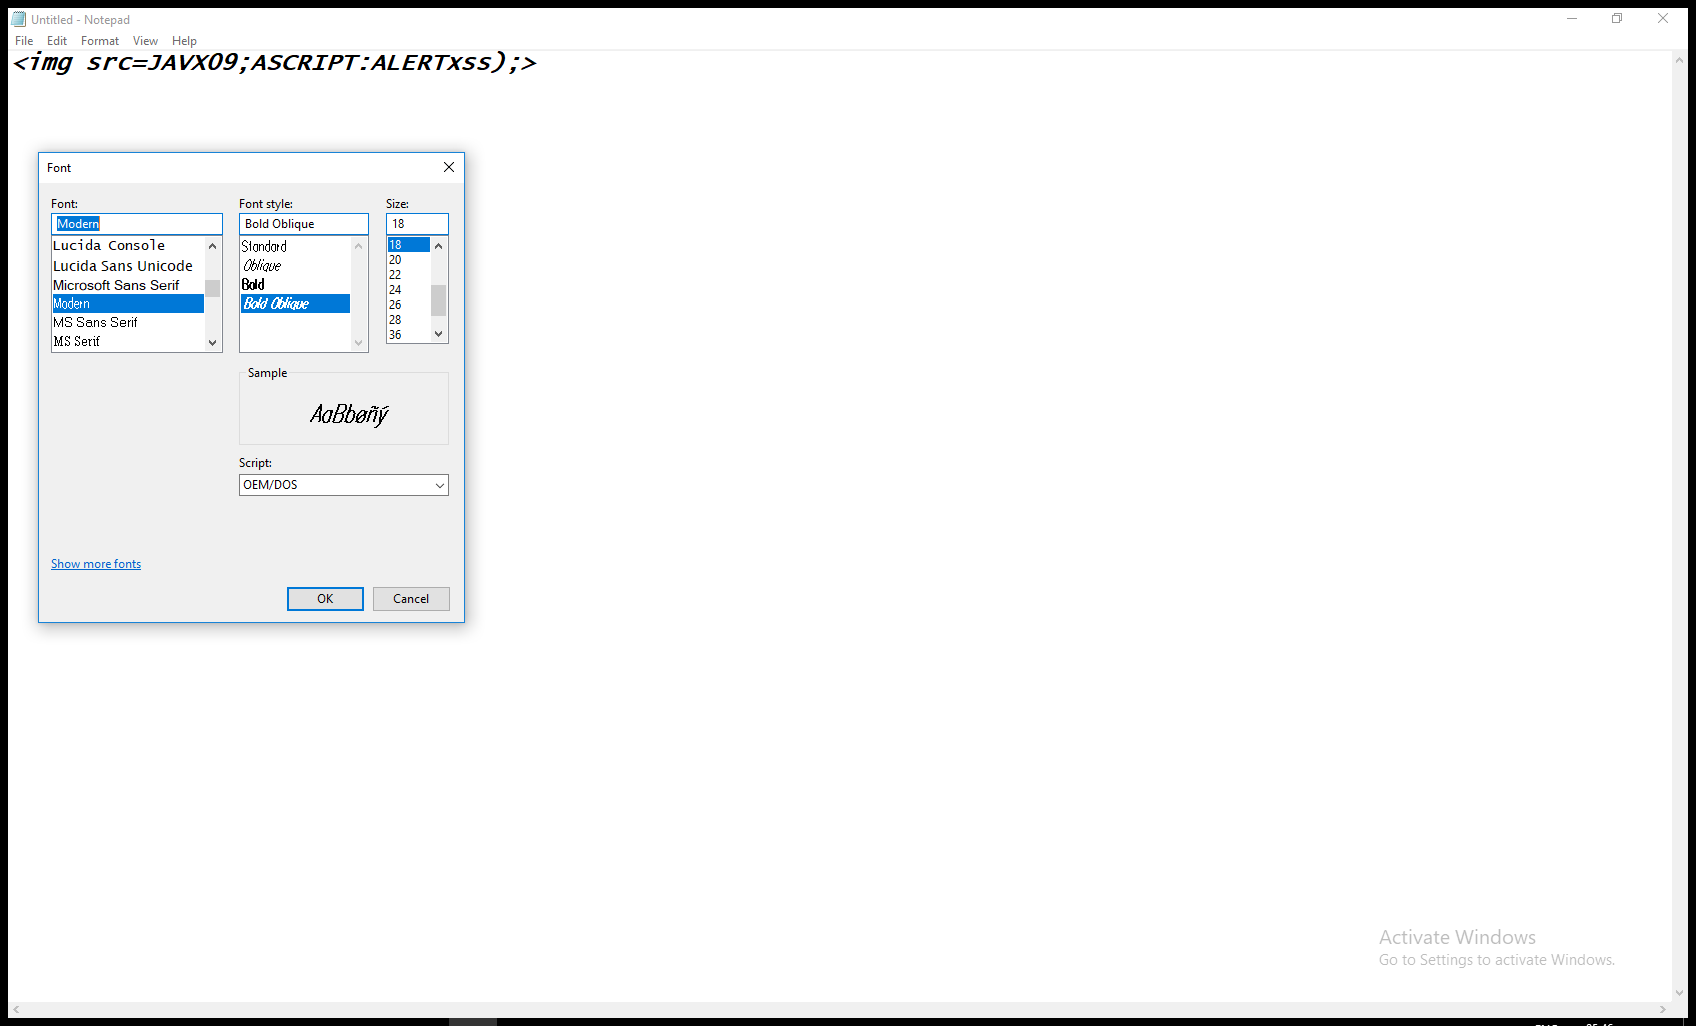 Untitled - Notepad
File Edit Format View Help
<img src=JAVX09;ASCRIPT:ALERTxss);>
Font
Font:
Modern
Lucida Console
Lucida Sans Unicode
Microsoft Sans Serif
Modern
MS Sans Serif
MS Serif
Font style:
Bold Oblique
Standard
Oblique
Bold
Bold Oblique
Size:
18
18
20
22
24
26
28
36
Sample
AaBbøñý
Script:
OEM/DOS
Show more fonts
OK Cancel
Activate Windows
Go to Settings to activate Windows.